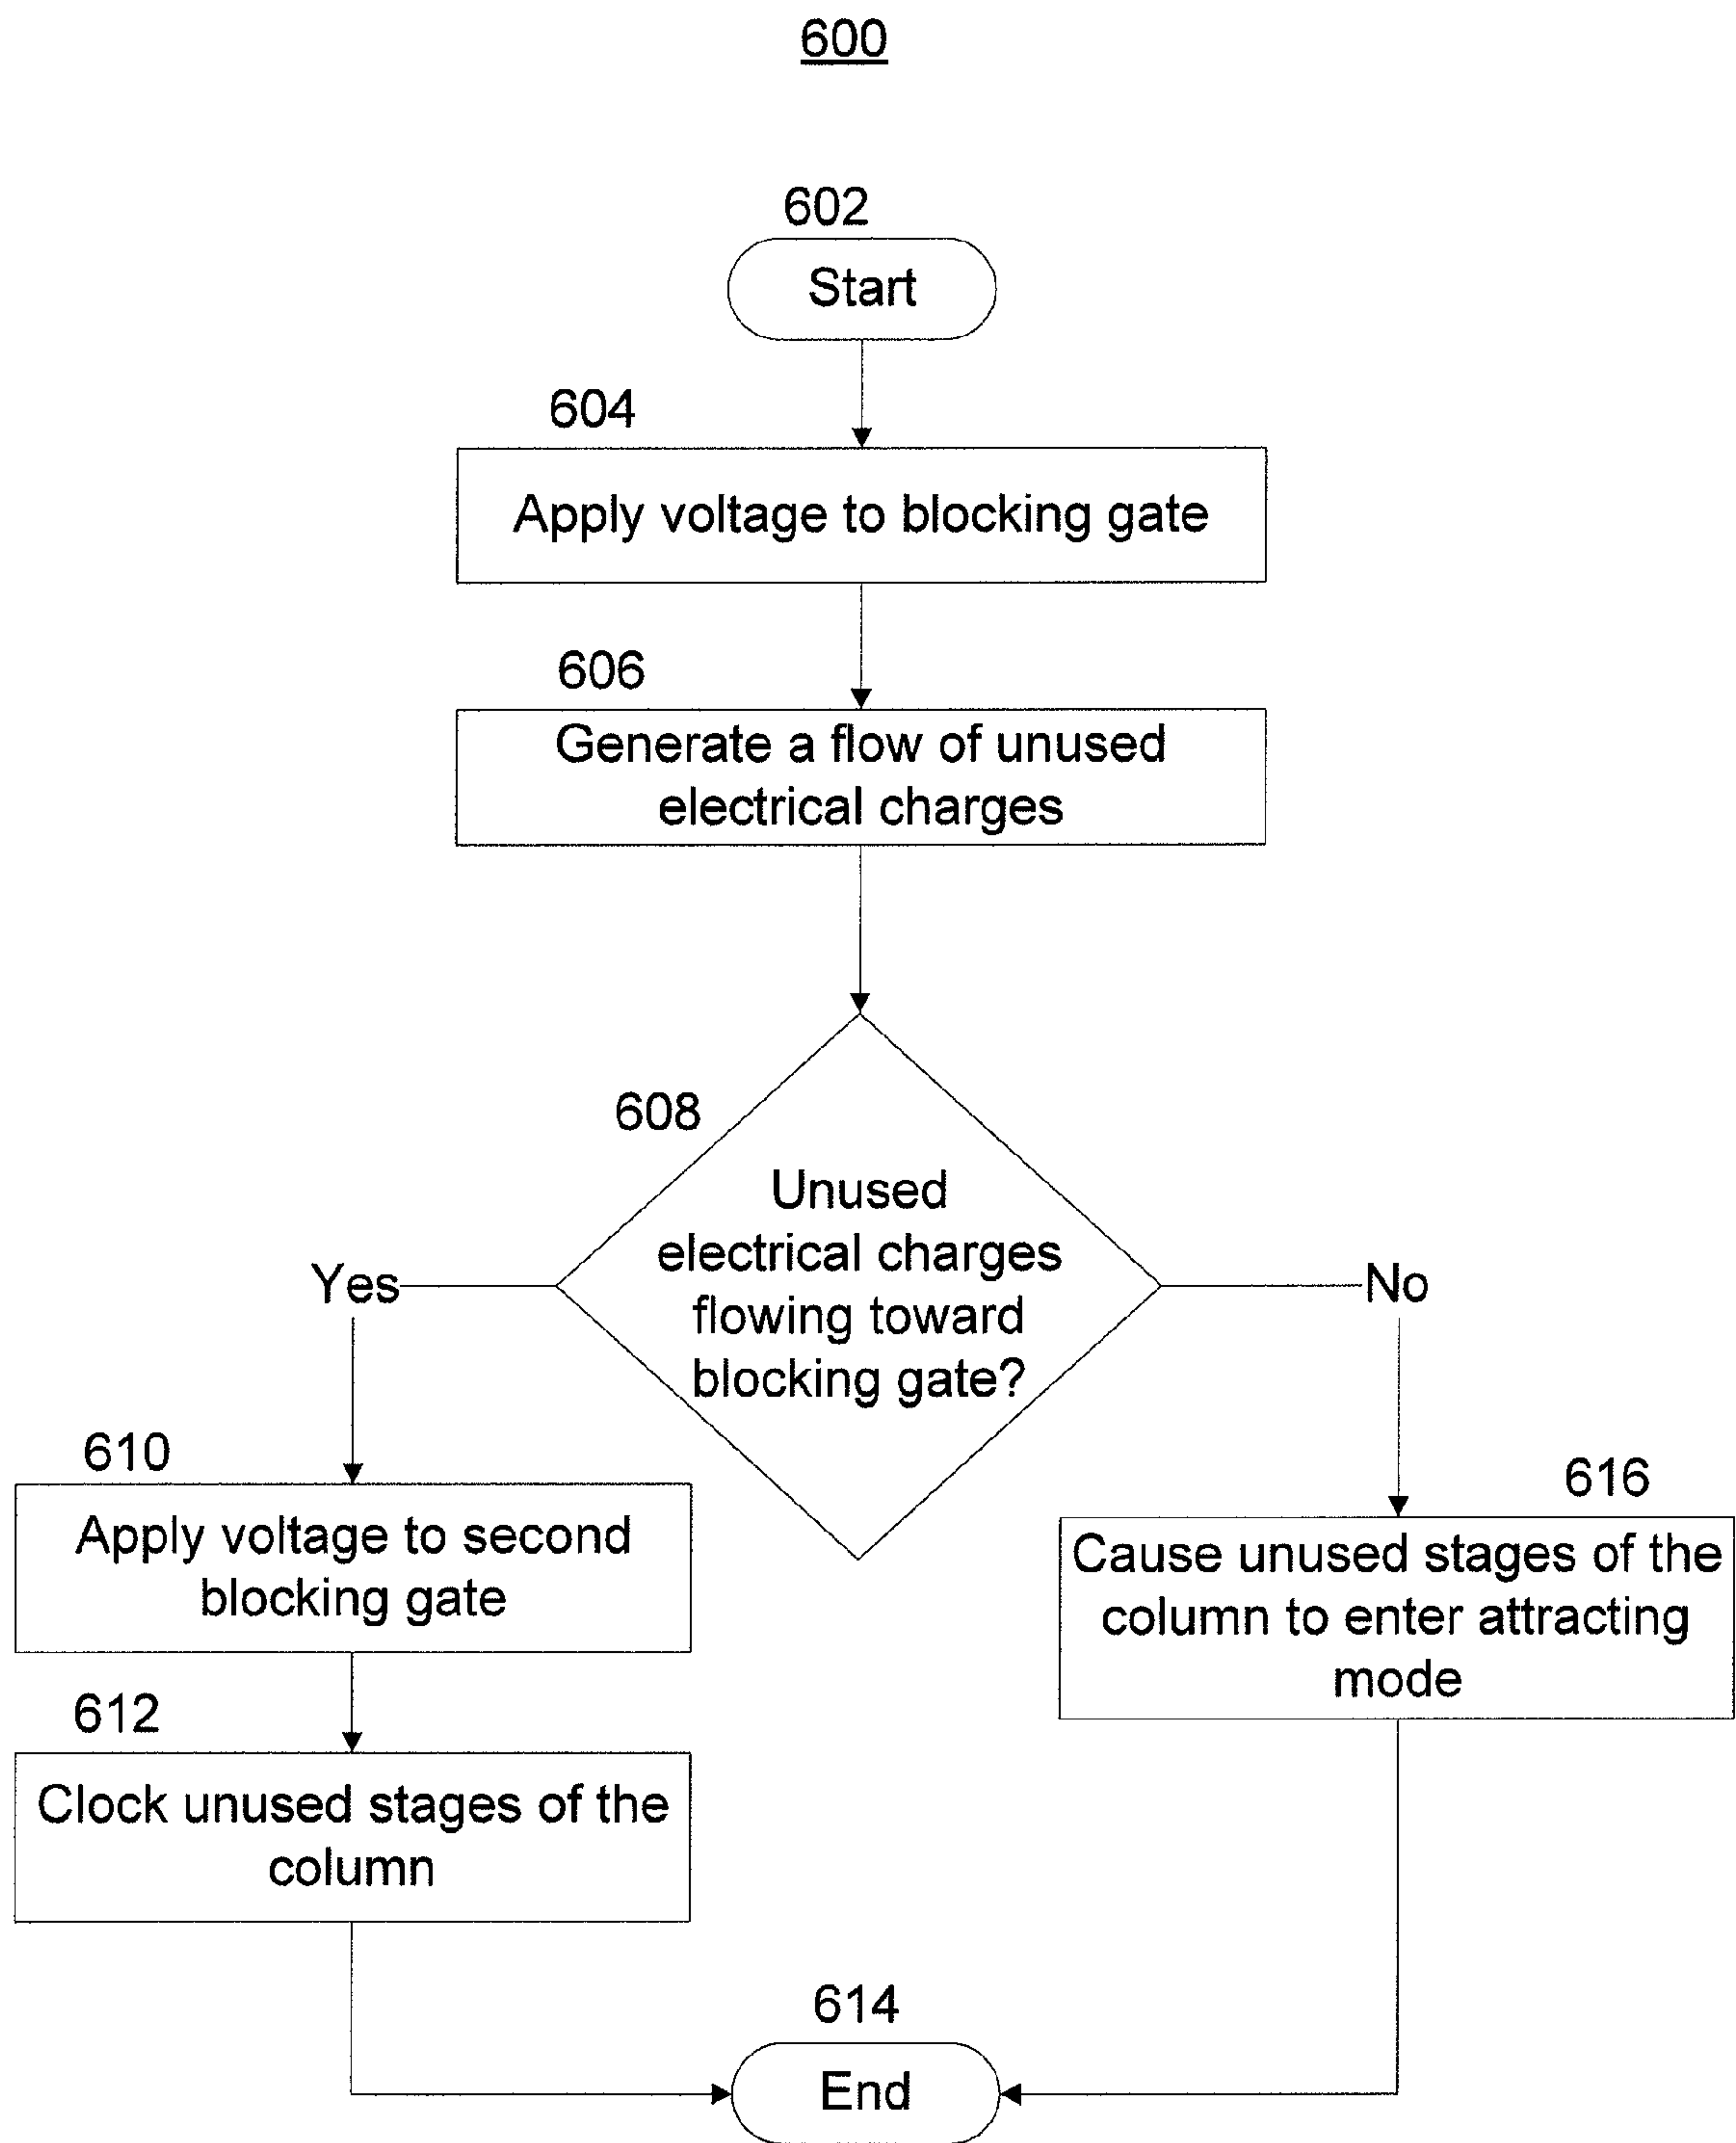 600
602
Start
604
Apply voltage to blocking gate
606
Generate a flow of unused
electrical charges
608
Unused
electrical charges
flowing toward
blocking gate?
Yes
No
610
Apply voltage to second
blocking gate
616
Cause unused stages of the
column to enter attracting
mode
612
Clock unused stages of the
column
614
End